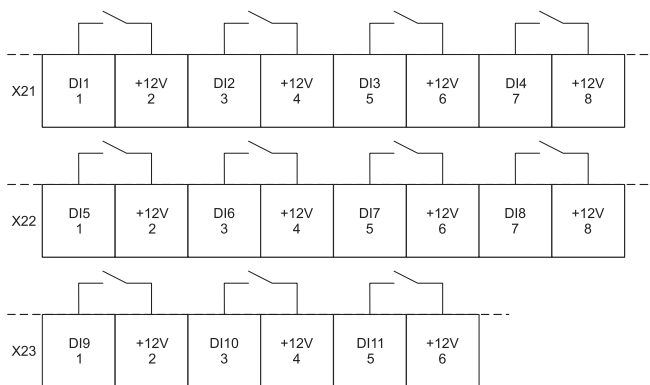 DI1 +12V DI2 +12V DI3 +12V DI4 +12V
X21 1 2 3 4 5 6 7 8
DI5 +12V DI6 +12V DI7 +12V DI8 +12V
X22 1 2 3 4 5 6 7 8
DI9 +12V DI10 +12V DI11 +12V
X23 1 2 3 4 5 6